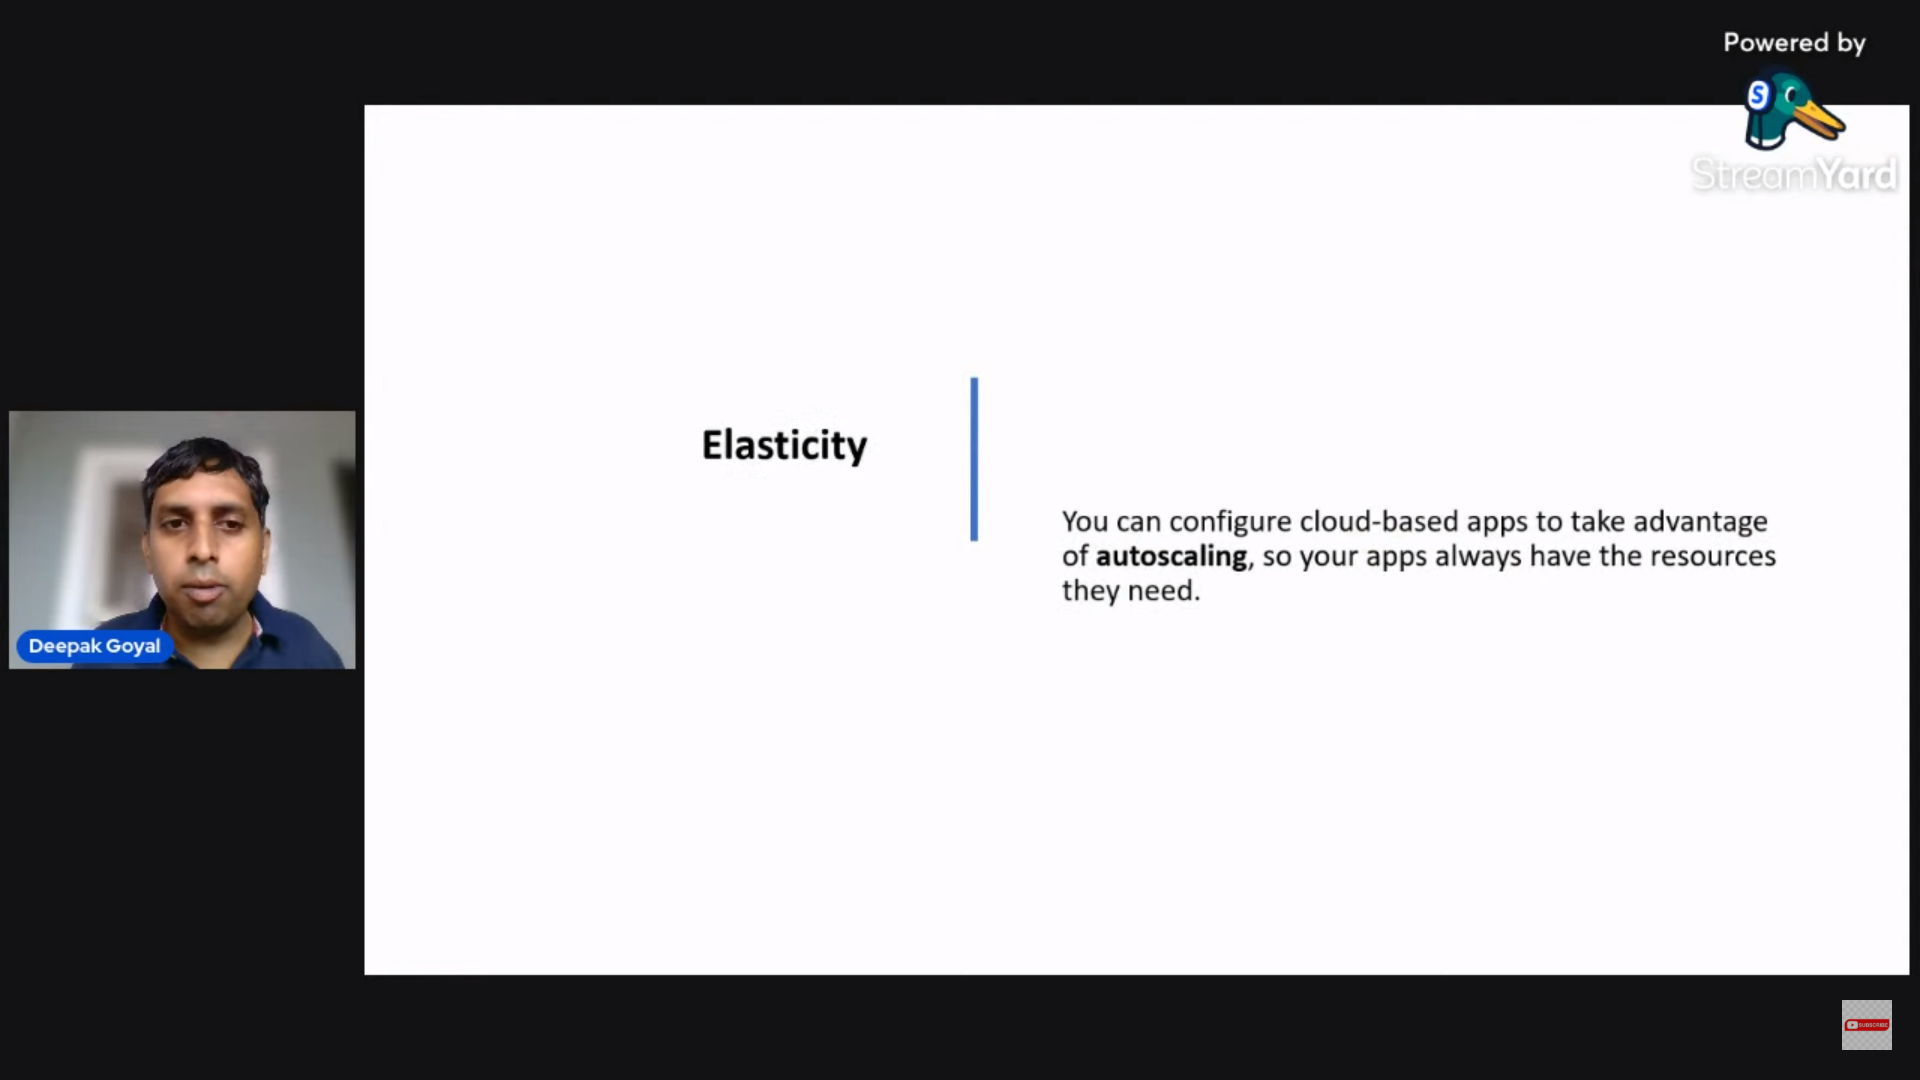 Powered by
S
StreamYard
Elasticity
You can configure cloud-based apps to take advantage
of autoscaling, so your apps always have the resources
they need.
Deepak Goyal
SUBSCRIBE